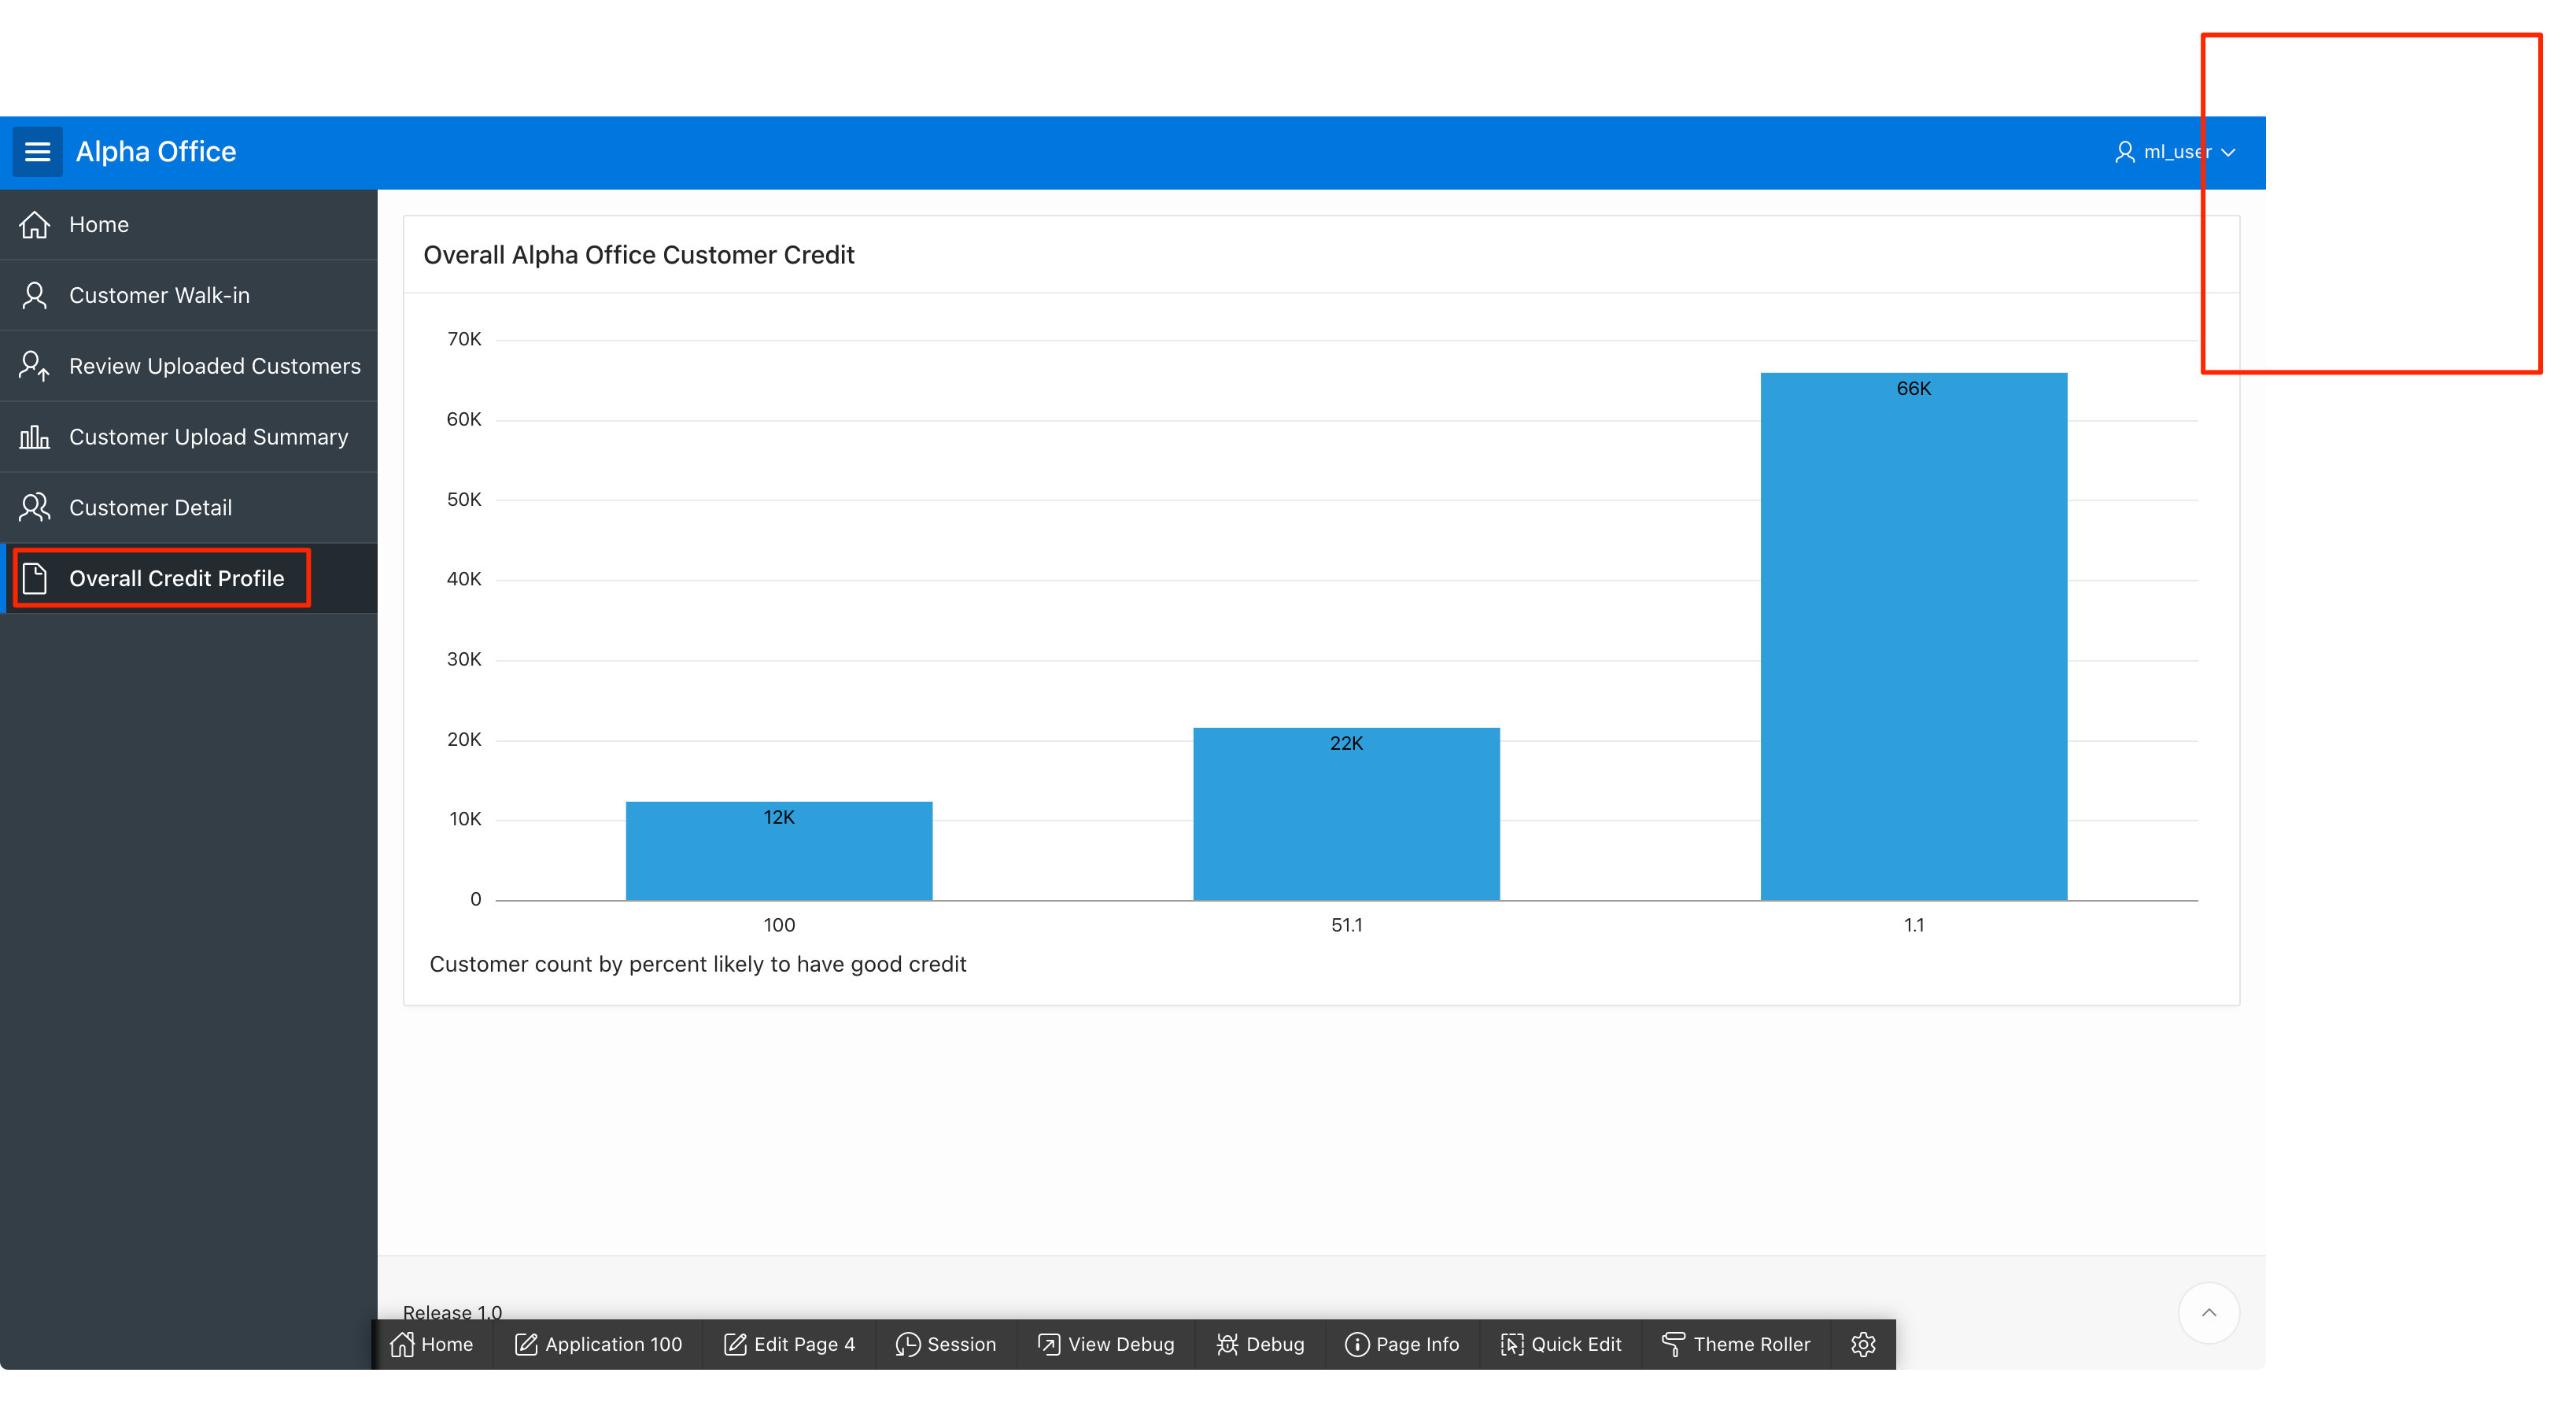 Alpha Office
ml_user
Home
Customer Walk-in
Review Uploaded Customers
Customer Upload Summary
Customer Detail
Overall Credit Profile
Overall Alpha Office Customer Credit
70K
60K
50K
40K
30K
20K
10K
0
66K
22K
12K
100 51.1 1.1
Customer count by percent likely to have good credit
Release 1.0
Home Application 100 Edit Page 4 Session View Debug Debug Page Info Quick Edit Theme Roller